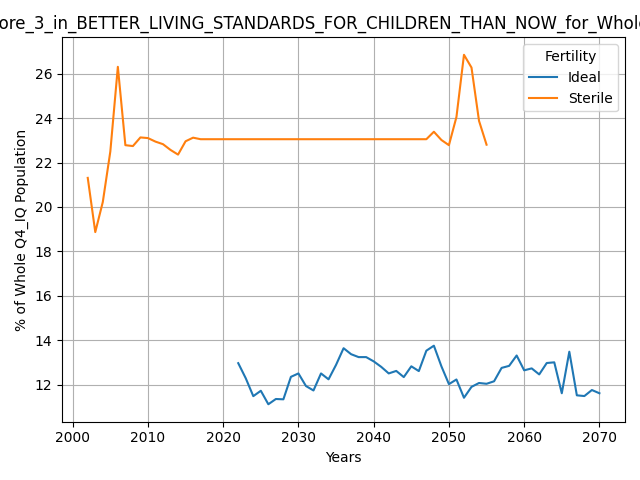 ore_3_in_BETTER_LIVING_STANDARDS_FOR_CHILDREN_THAN_NOW_for_Whole
Fertility
Ideal
Sterile
% of Whole Q4_IQ Population
26
24
22
20
18
16
14
12
2000 2010 2020 2030 2040 2050 2060 2070
Years